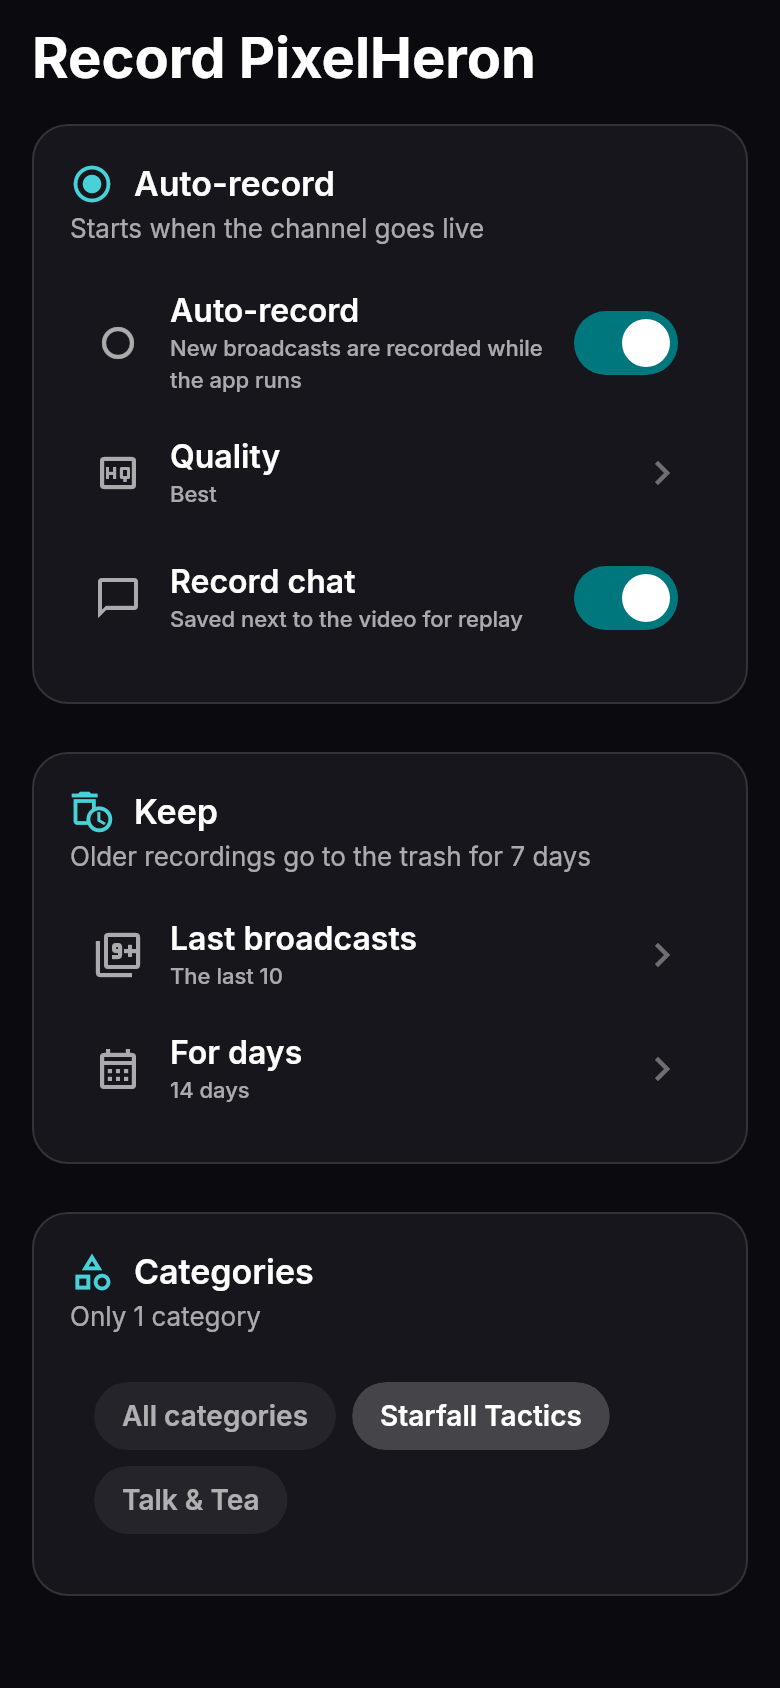 Record PixelHeron
Auto-record
Starts when the channel goes live
Auto-record
New broadcasts are recorded while
the app runs
HQ
Quality
Best
Record chat
Saved next to the video for replay
Keep
Older recordings go to the trash for 7 days
9+
Last broadcasts
The last 10
For days
14 days
Categories
Only 1 category
All categories
Starfall Tactics
Talk & Tea